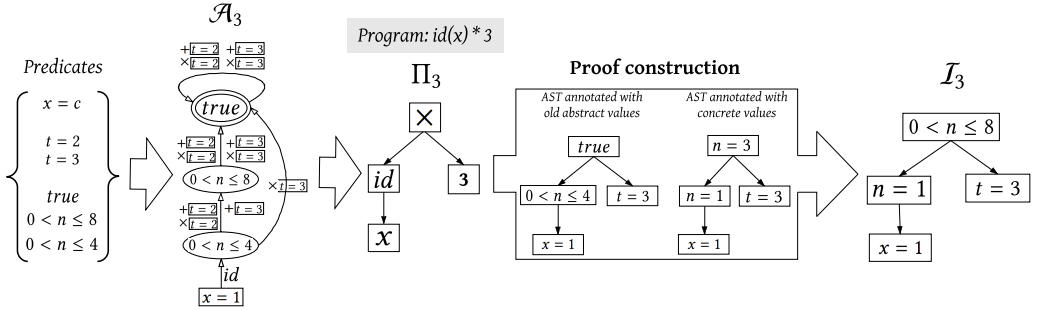 Predicates
x = c
t = 2
t = 3
true
0 < n ≤ 8
0 < n ≤ 4
𝒜₃
+ t = 2 + t = 3
× t = 2 × t = 3
true
+ t = 2 + t = 3
× t = 2 × t = 3
0 < n ≤ 8
× t = 3
+ t = 2 + t = 3
× t = 2
0 < n ≤ 4
id
x = 1
Program: id(x) * 3
Π₃
×
id 3
x
Proof construction
AST annotated with
old abstract values
true
0 < n ≤ 4 t = 3
x = 1
AST annotated with
concrete values
n = 3
n = 1 t = 3
x = 1
ℐ₃
0 < n ≤ 8
n = 1 t = 3
x = 1